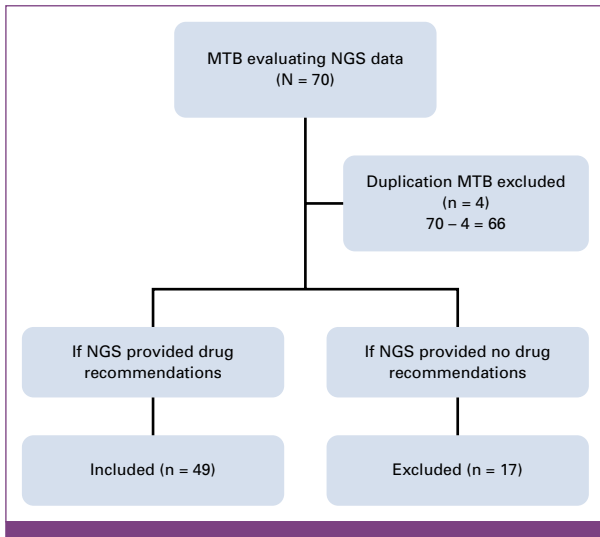 MTB evaluating NGS data
(N = 70)
Duplication MTB excluded
(n = 4)
70 – 4 = 66
If NGS provided drug
recommendations
If NGS provided no drug
recommendations
Included (n = 49)
Excluded (n = 17)